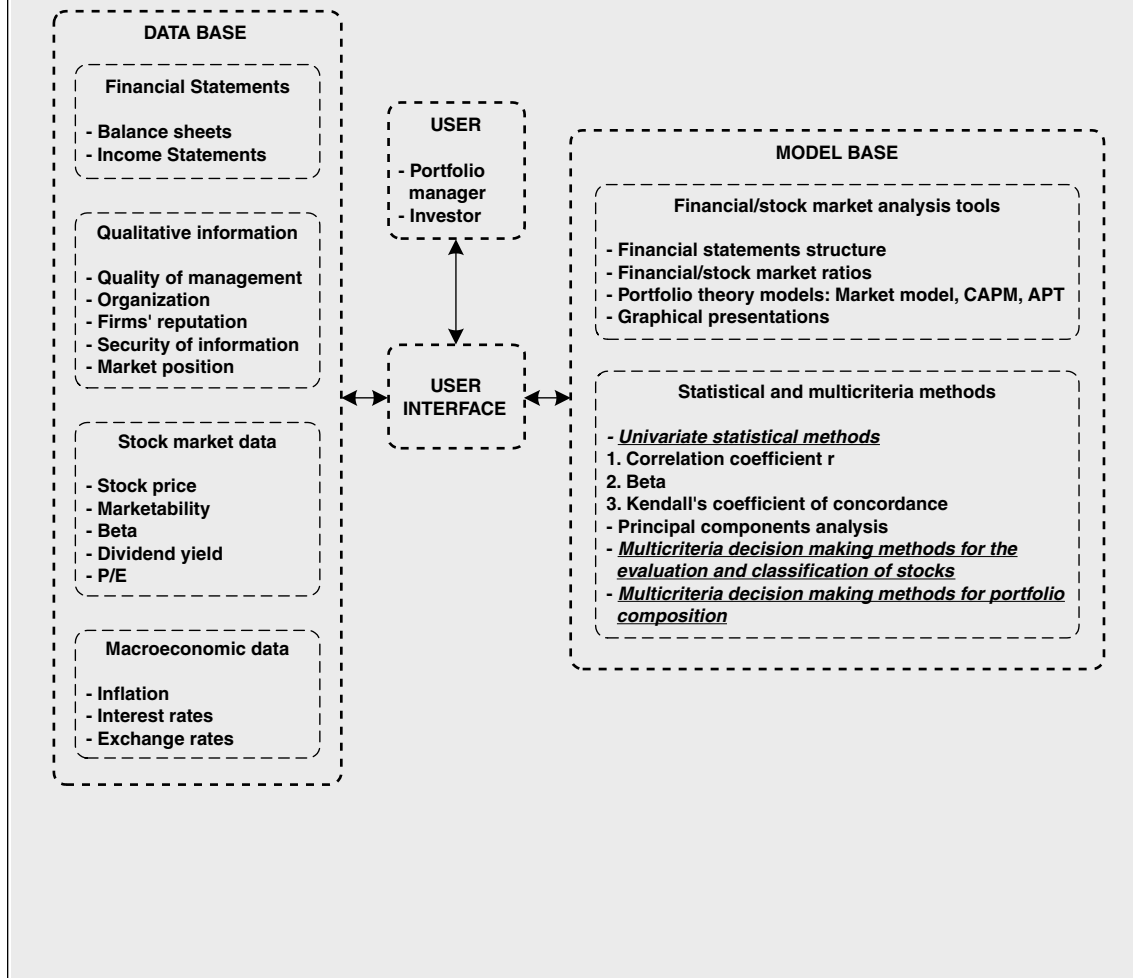 DATA BASE
Financial Statements
- Balance sheets
- Income Statements
Qualitative information
- Quality of management
- Organization
- Firms' reputation
- Security of information
- Market position
Stock market data
- Stock price
- Marketability
- Beta
- Dividend yield
- P/E
Macroeconomic data
- Inflation
- Interest rates
- Exchange rates
USER
- Portfolio
manager
- Investor
USER
INTERFACE
MODEL BASE
Financial/stock market analysis tools
- Financial statements structure
- Financial/stock market ratios
- Portfolio theory models: Market model, CAPM, APT
- Graphical presentations
Statistical and multicriteria methods
- Univariate statistical methods
1. Correlation coefficient r
2. Beta
3. Kendall's coefficient of concordance
- Principal components analysis
- Multicriteria decision making methods for the
evaluation and classification of stocks
- Multicriteria decision making methods for portfolio
composition